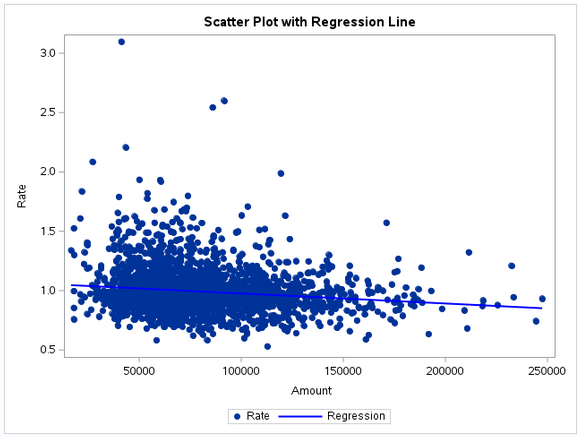 Scatter Plot with Regression Line
3.0
2.5
2.0
1.5
1.0
0.5
Rate
50000 100000 150000 200000 250000
Amount
Rate Regression